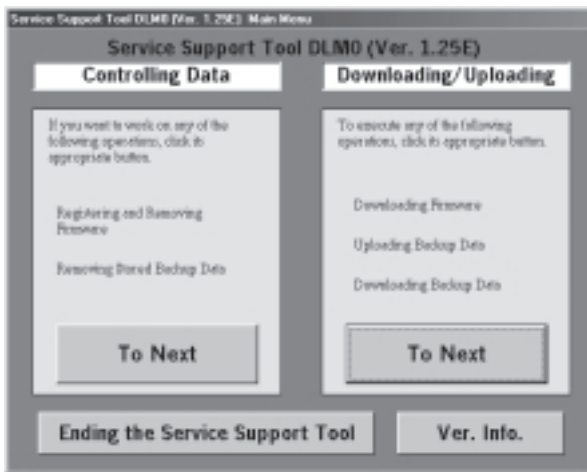 Service Support Tool DLM0 (Ver. 1.25E) Main Menu
Service Support Tool DLM0 (Ver. 1.25E)
Controlling Data
If you want to work on any of the
following operations, click its
appropriate button.
Registering and Removing
Firmware
Removing Stored Backup Data
To Next
Downloading/Uploading
To execute any of the following
operations, click its appropriate button.
Downloading Firmware
Uploading Backup Data
Downloading Backup Data
To Next
Ending the Service Support Tool
Ver. Info.